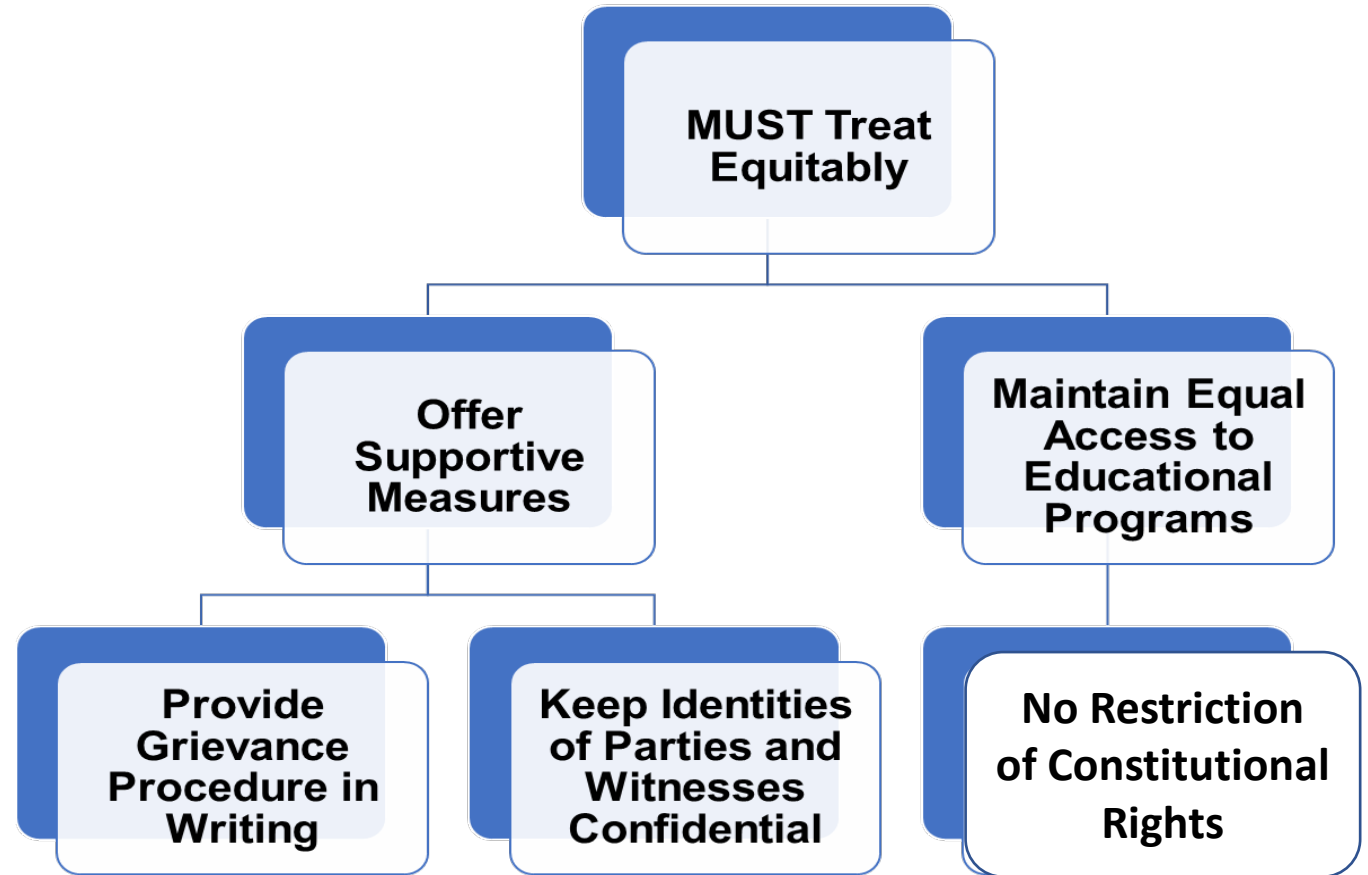 MUST Treat
Equitably
Offer
Supportive
Measures
Maintain Equal
Access to
Educational
Programs
Provide
Grievance
Procedure in
Writing
Keep Identities
of Parties and
Witnesses
Confidential
No Restriction
of Constitutional
Rights